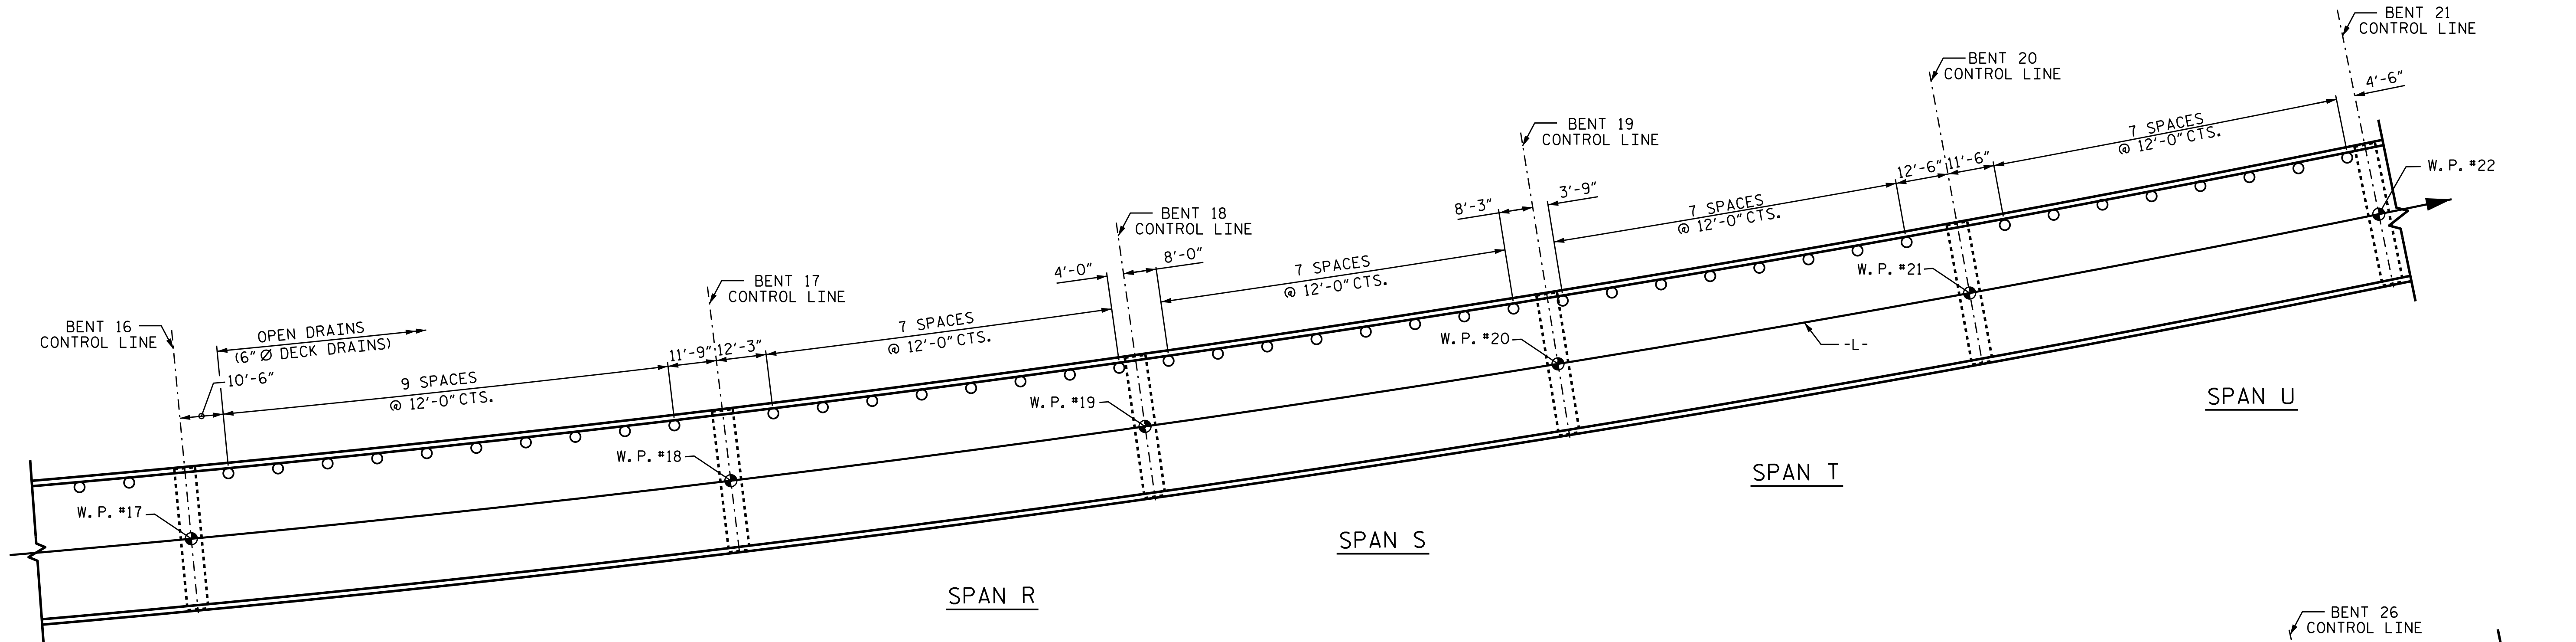 BENT 16
CONTROL LINE
OPEN DRAINS
(6" Ø DECK DRAINS)
10'-6"
9 SPACES
@ 12'-0" CTS.
11'-9"
12'-3"
BENT 17
CONTROL LINE
7 SPACES
@ 12'-0" CTS.
4'-0"
BENT 18
CONTROL LINE
8'-0"
7 SPACES
@ 12'-0" CTS.
8'-3"
BENT 19
CONTROL LINE
3'-9"
7 SPACES
@ 12'-0" CTS.
12'-6"
11'-6"
BENT 20
CONTROL LINE
7 SPACES
@ 12'-0" CTS.
BENT 21
CONTROL LINE
4'-6"
W.P. #17
W.P. #18
W.P. #19
W.P. #20
W.P. #21
W.P. #22
-L-
SPAN R
SPAN S
SPAN T
SPAN U
BENT 26
CONTROL LINE